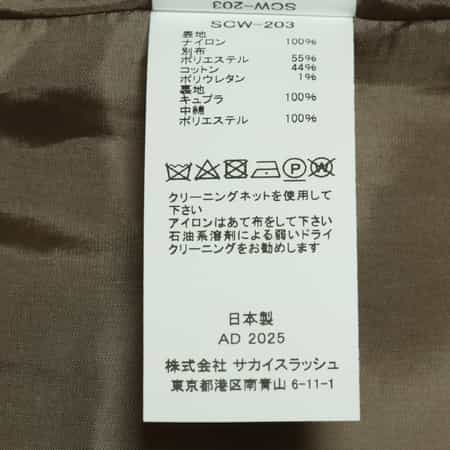 SCW-203
SCW-203
表地
ナイロン 100%
別布
ポリエステル 55%
コットン 44%
ポリウレタン 1%
裏地
キュプラ 100%
中綿
ポリエステル 100%
クリーニングネットを使用して
下さい
アイロンはあて布をして下さい
石油系溶剤による弱いドライ
クリーニングをお勧めします
日本製
AD 2025
株式会社 サカイスラッシュ
東京都港区南青山 6-11-1